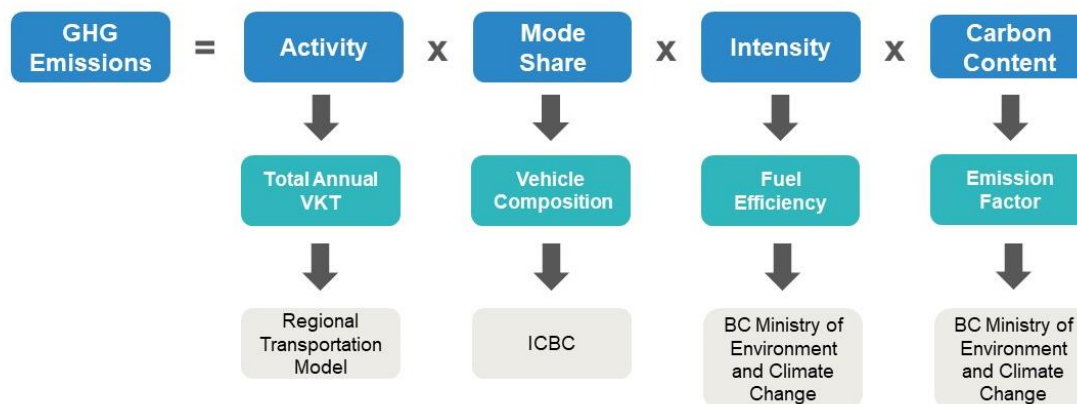 GHG
Emissions
=
Activity
x
Mode
Share
x
Intensity
x
Carbon
Content
Total Annual
VKT
Vehicle
Composition
Fuel
Efficiency
Emission
Factor
Regional
Transportation
Model
ICBC
BC Ministry of
Environment
and Climate
Change
BC Ministry of
Environment
and Climate
Change